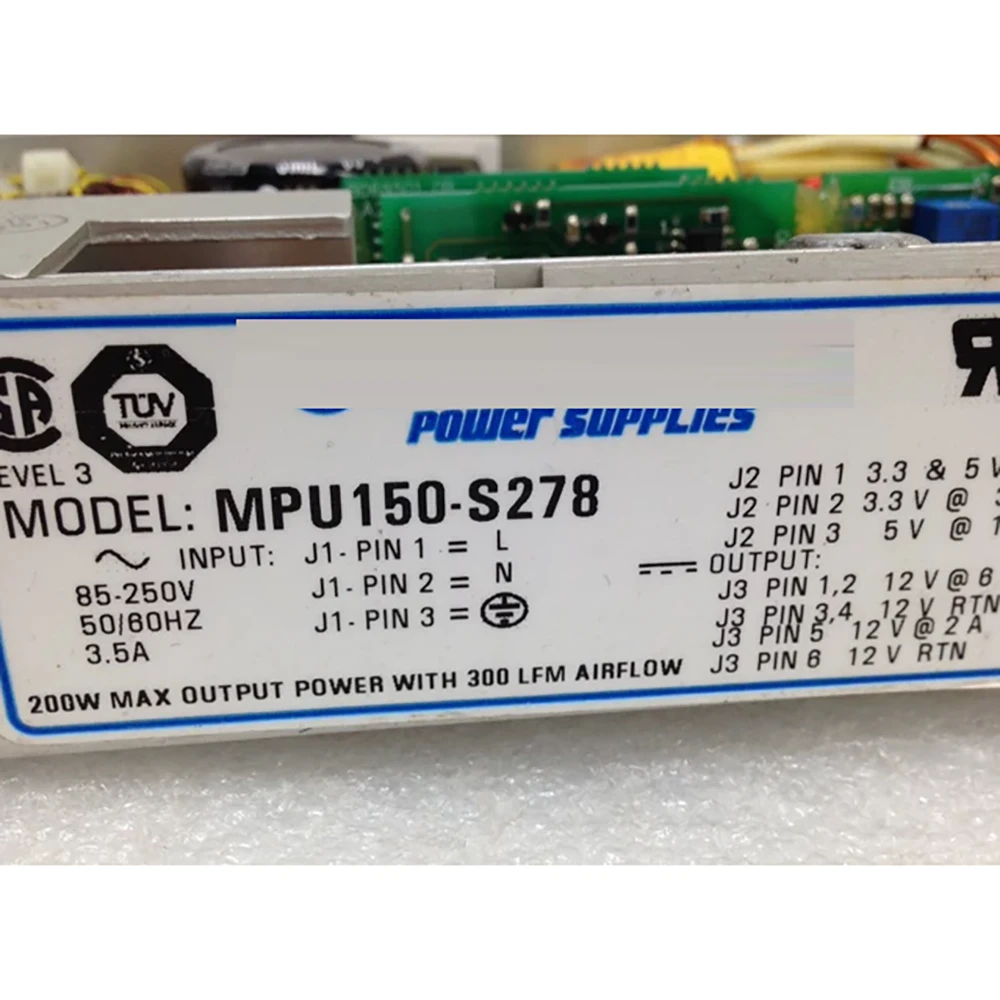 SA
TÜV
POWER SUPPLIES
LEVEL 3
MODEL: MPU150-S278
INPUT: J1- PIN 1 = L
85-250V J1- PIN 2 = N
50/60HZ J1- PIN 3 =
3.5A
J2 PIN 1 3.3 & 5 V
J2 PIN 2 3.3 V @
J2 PIN 3 5 V @ 1
OUTPUT:
J3 PIN 1,2 12 V @ 6
J3 PIN 3,4 12 V RTN
J3 PIN 5 12 V @ 2 A
J3 PIN 6 12 V RTN
200W MAX OUTPUT POWER WITH 300 LFM AIRFLOW